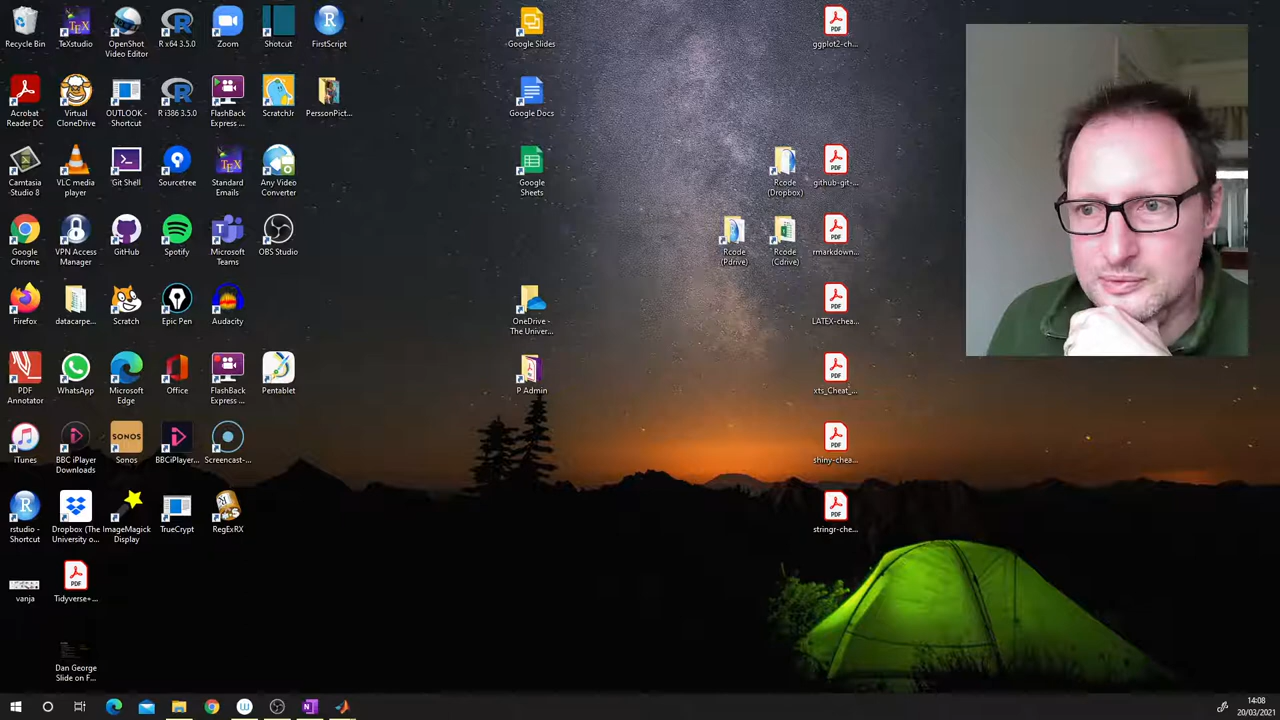 Recycle Bin
TeXstudio
OpenShot
Video Editor
R x64 3.5.0
Zoom
Shotcut
FirstScript
Google Slides
ggplot2-ch...
Acrobat
Reader DC
Virtual
CloneDrive
OUTLOOK -
Shortcut
R i386 3.5.0
FlashBack
Express ...
ScratchJr
PerssonPict...
Google Docs
Camtasia
Studio 8
VLC media
player
Git Shell
Sourcetree
Standard
Emails
Any Video
Converter
Google
Sheets
Rcode
(Dropbox)
github-git-...
Google
Chrome
VPN Access
Manager
GitHub
Spotify
Microsoft
Teams
OBS Studio
Rcode
(Pdrive)
Rcode
(Cdrive)
rmarkdown...
Firefox
datacarpe...
Scratch
Epic Pen
Audacity
OneDrive -
The Univer...
LATEX-chea...
PDF
Annotator
WhatsApp
Microsoft
Edge
Office
FlashBack
Express ...
Pentablet
P Admin
xts_Cheat_...
iTunes
BBC iPlayer
Downloads
SONOS
Sonos
BBCiPlayer...
Screencast-...
shiny-chea...
rstudio -
Shortcut
Dropbox (The
University o...
ImageMagick
Display
TrueCrypt
RegExRX
stringr-che...
vanja
Tidyverse+...
Dan George
Slide on F...
14:08
20/03/2021